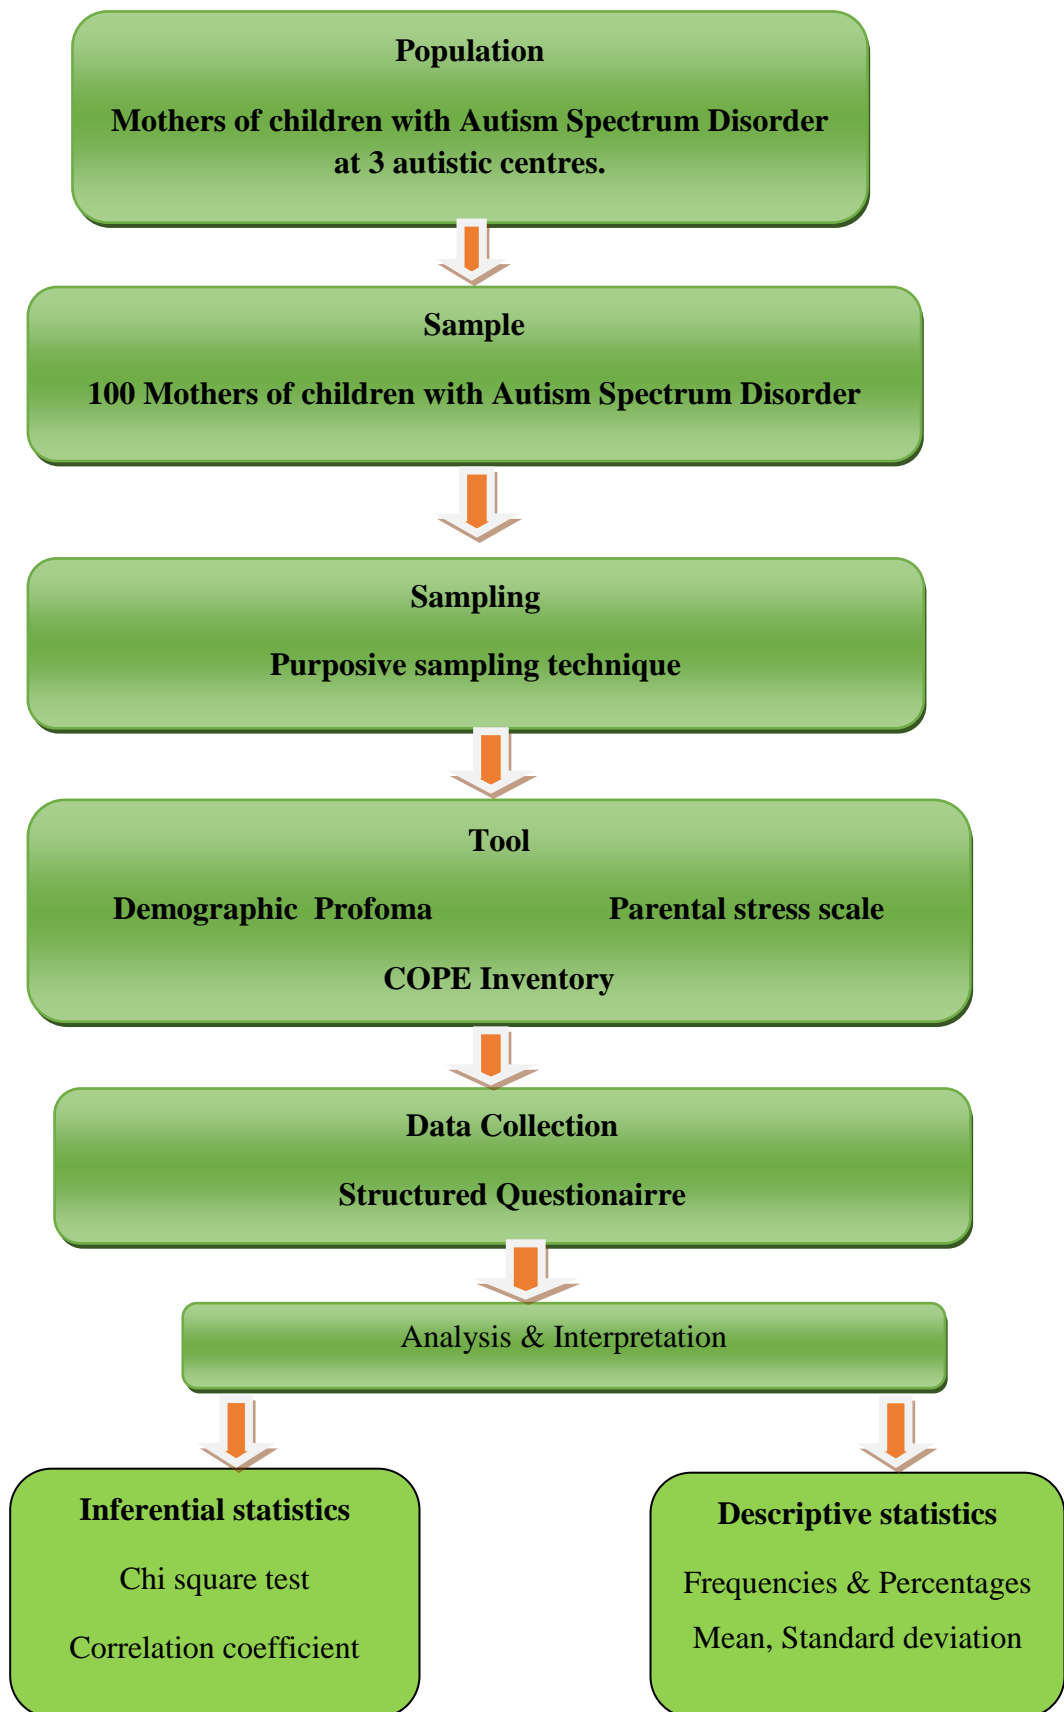 Population
Mothers of children with Autism Spectrum Disorder
at 3 autistic centres.
Sample
100 Mothers of children with Autism Spectrum Disorder
Sampling
Purposive sampling technique
Tool
Demographic Profoma Parental stress scale
COPE Inventory
Data Collection
Structured Questionairre
Analysis & Interpretation
Inferential statistics
Chi square test
Correlation coefficient
Descriptive statistics
Frequencies & Percentages
Mean, Standard deviation